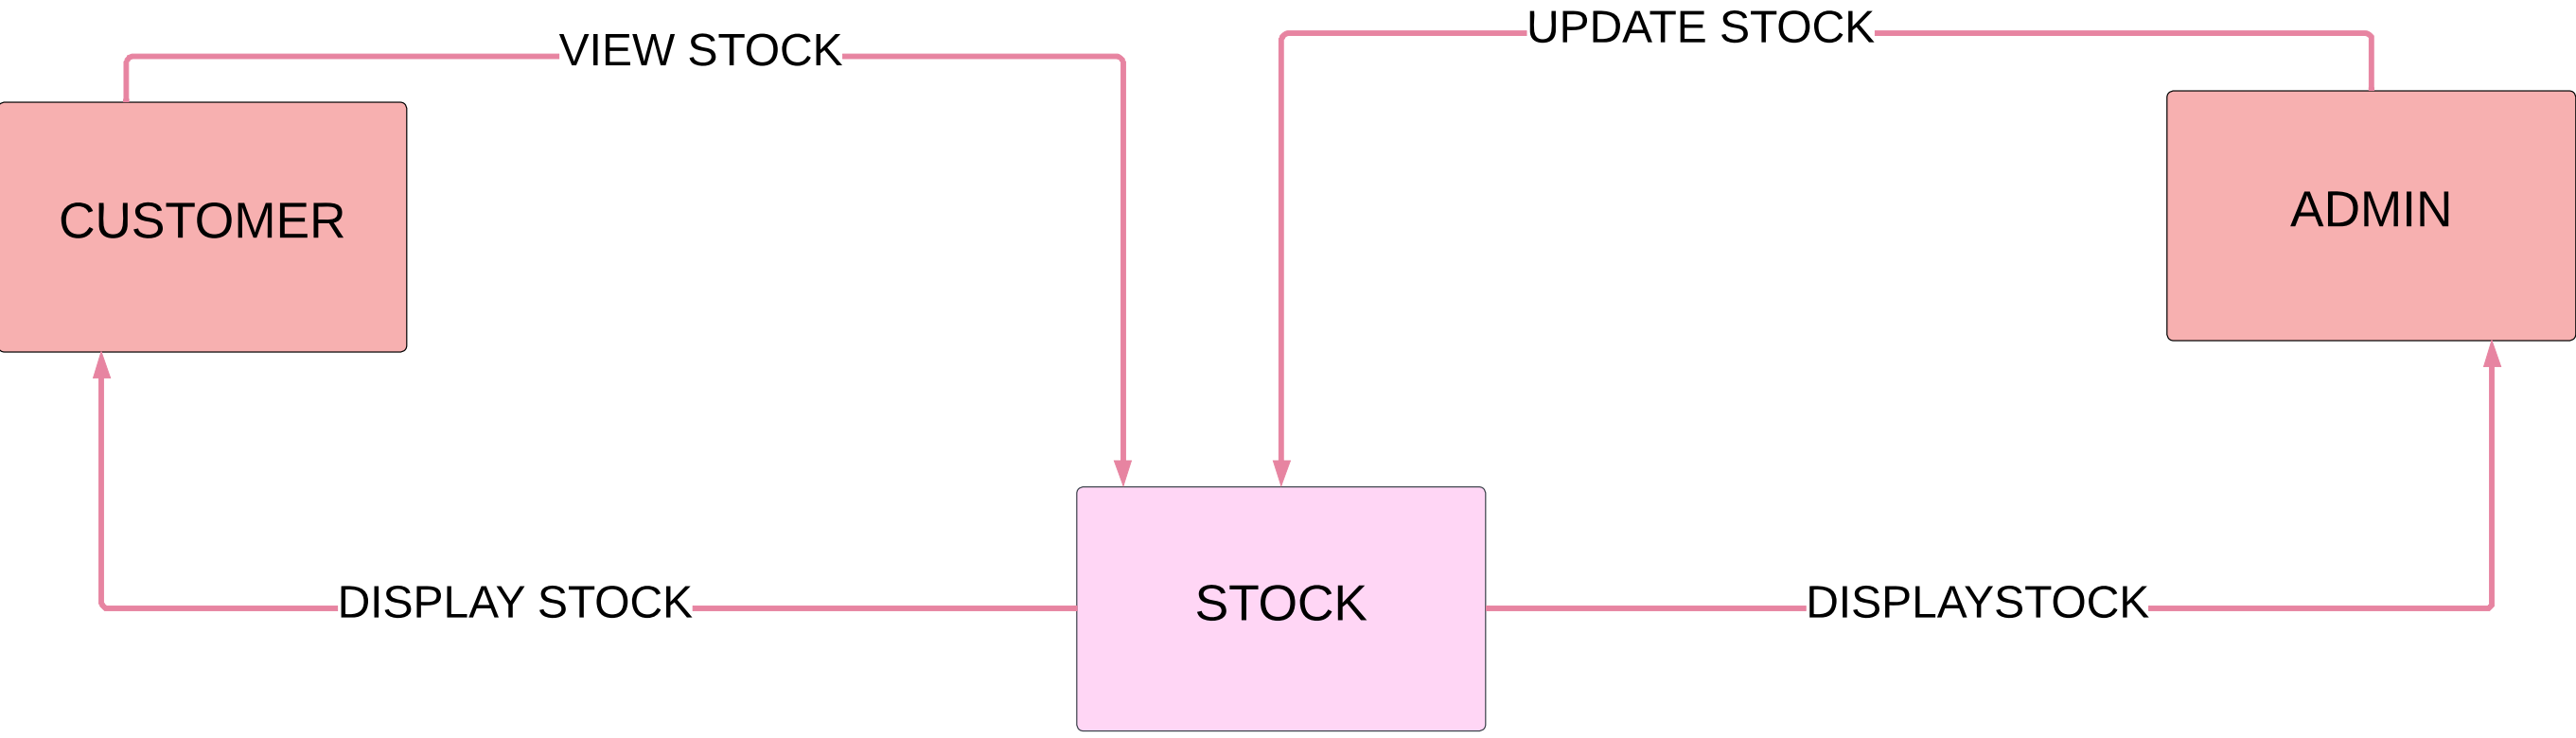 UPDATE STOCK
VIEW STOCK
ADMIN
CUSTOMER
DISPLAY STOCK
STOCK
DISPLAYSTOCK